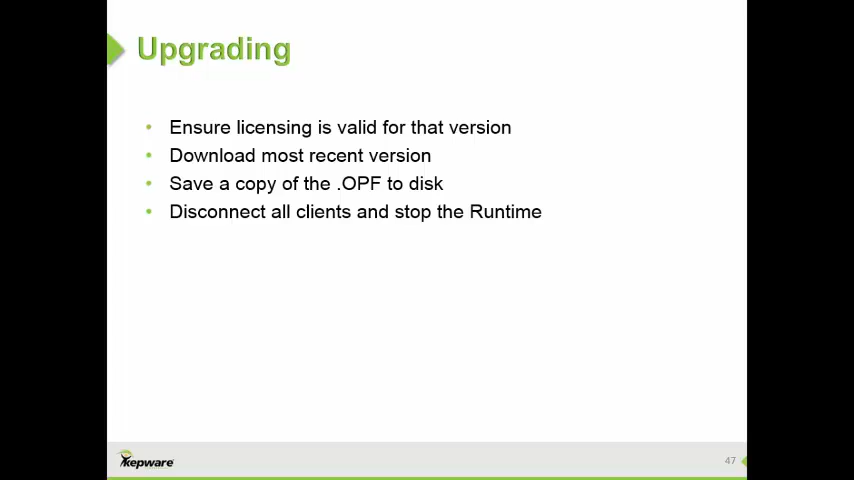 Upgrading
• Ensure licensing is valid for that version
• Download most recent version
• Save a copy of the .OPF to disk
• Disconnect all clients and stop the Runtime
kepware
47